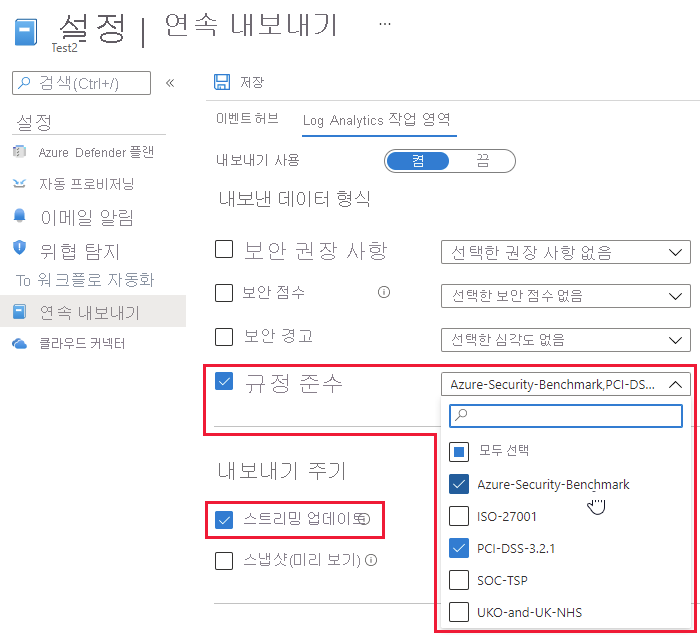 설정 | 연속 내보내기 ...
Test2
검색(Ctrl+/) «
저장
설정
Azure Defender 플랜
자동 프로비저닝
이메일 알림
위협 탐지
To 워크플로 자동화
연속 내보내기
클라우드 커넥터
이벤트 허브 Log Analytics 작업 영역
내보내기 사용 켬 끔
내보낸 데이터 형식
보안 권장 사항 선택한 권장 사항 없음
보안 점수 선택한 보안 점수 없음
보안 경고 선택한 심각도 없음
규정 준수 Azure-Security-Benchmark,PCI-DS...
모두 선택
Azure-Security-Benchmark
ISO-27001
PCI-DSS-3.2.1
SOC-TSP
UKO-and-UK-NHS
내보내기 주기
스트리밍 업데이트
스냅샷(미리 보기)